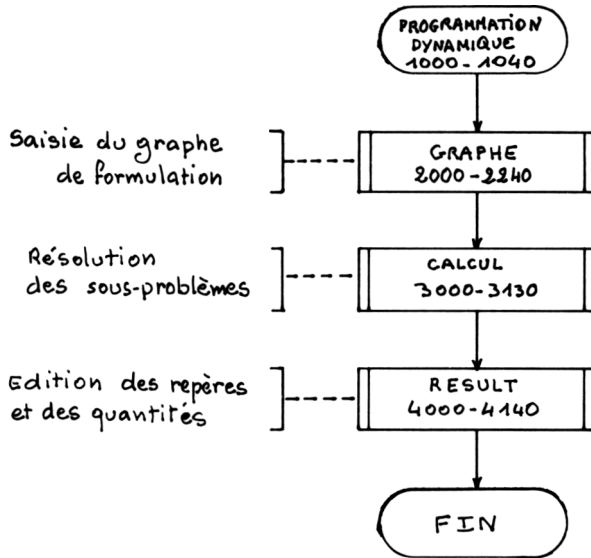 PROGRAMMATION
DYNAMIQUE
1000-1040
Saisie du graphe
de formulation
GRAPHE
2000-2240
Résolution
des sous-problèmes
CALCUL
3000-3130
Edition des repères
et des quantités
RESULT
4000-4140
FIN